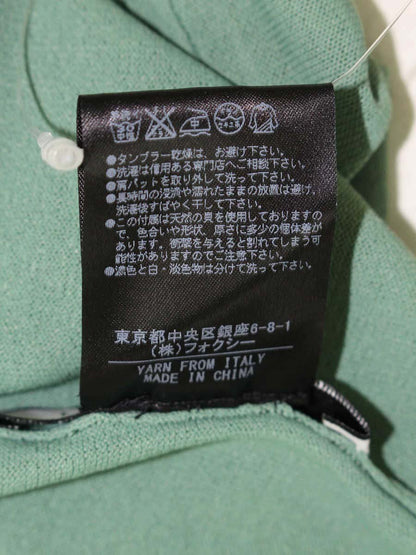 ●タンブラー乾燥は、お避け下さい。
●洗濯は信用ある専門店へご相談下さい。
●肩パットを取り外して洗って下さい。
●長時間の浸漬や濡れたままの放置は避け、
洗濯後すばやく干して下さい。
●この付属は天然の貝を使用しておりますの
で、色合いや形状、厚さに多少の個体差が
あります。衝撃を与えると割れてしまう可
能性がありますのでご注意下さい。
●濃色と白・淡色物は分けて洗って下さい。
東京都中央区銀座6-8-1
(株)フォクシー
YARN FROM ITALY
MADE IN CHINA